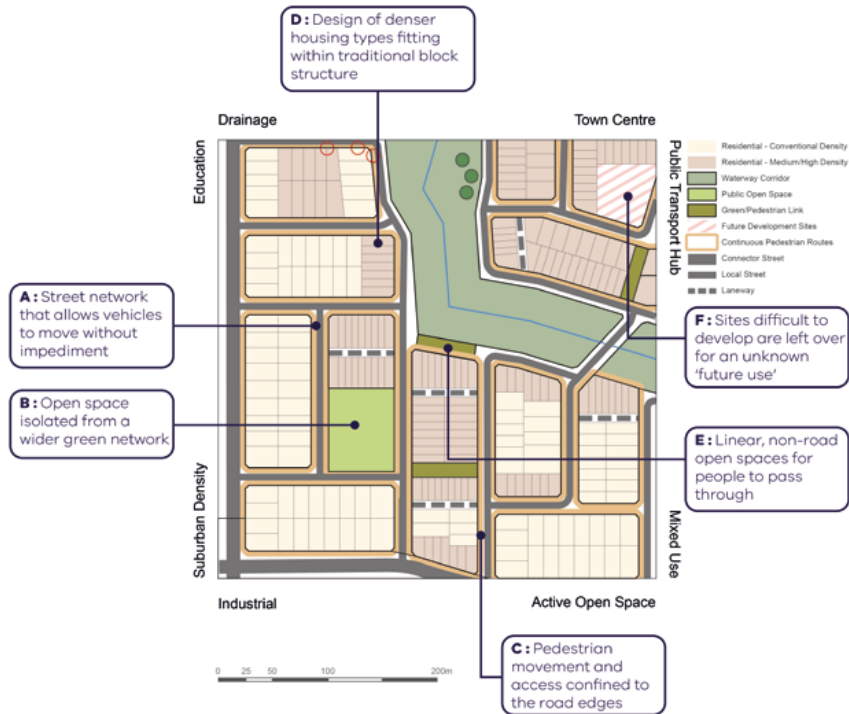 D : Design of denser
housing types fitting
within traditional block
structure
Drainage
Town Centre
Education
Public Transport Hub
Residential - Conventional Density
Residential - Medium/High Density
Waterway Corridor
Public Open Space
Green/Pedestrian Link
Future Development Sites
Continuous Pedestrian Routes
Connector Street
Local Street
Laneway
A : Street network
that allows vehicles
to move without
impediment
F : Sites difficult to
develop are left over
for an unknown
‘future use’
B : Open space
isolated from a
wider green network
E : Linear, non-road
open spaces for
people to pass
through
Suburban Density
Mixed Use
Industrial
Active Open Space
C : Pedestrian
movement and
access confined to
the road edges
0 25 50 100 200m